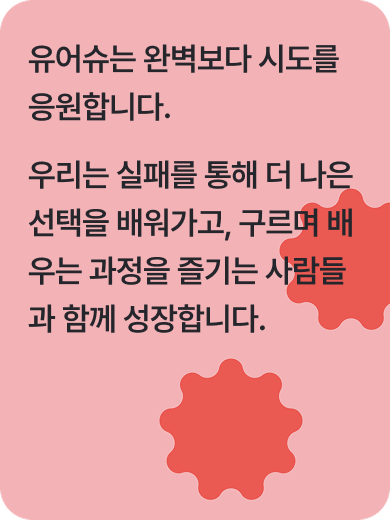 유어슈는 완벽보다 시도를
응원합니다.
우리는 실패를 통해 더 나은
선택을 배워가고, 구르며 배
우는 과정을 즐기는 사람들
과 함께 성장합니다.